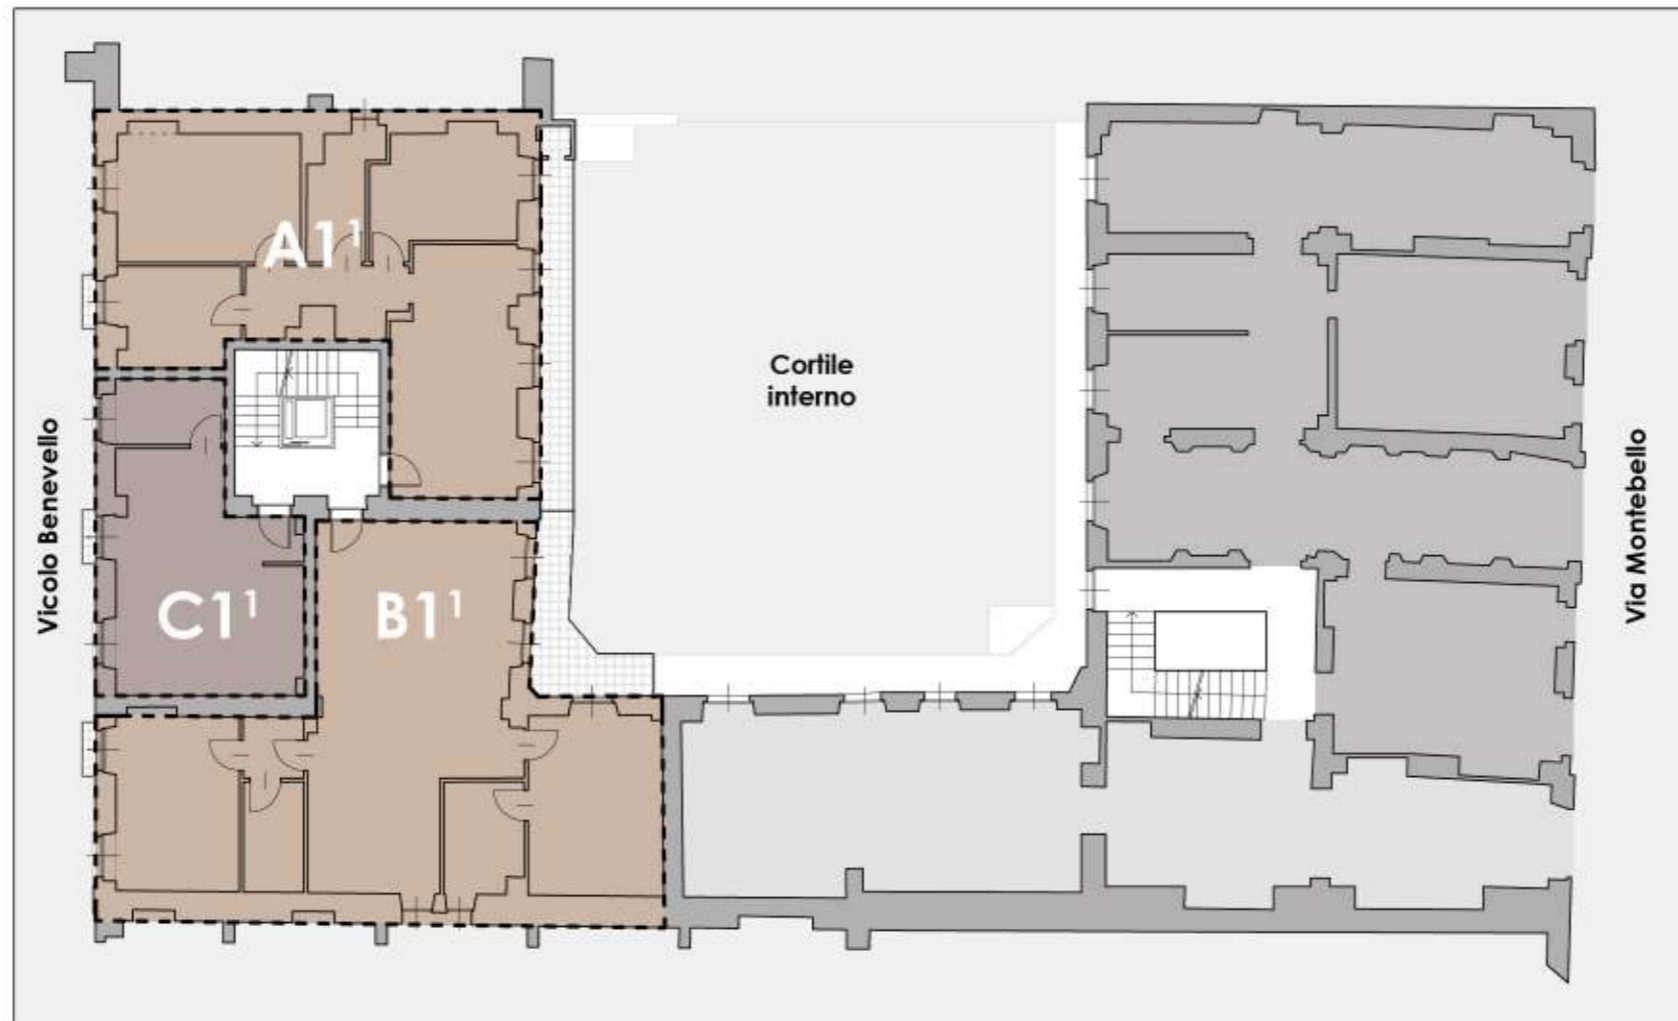 A1¹
Cortile
interno
Vicolo Benevello
Via Montebello
C1¹
B1¹